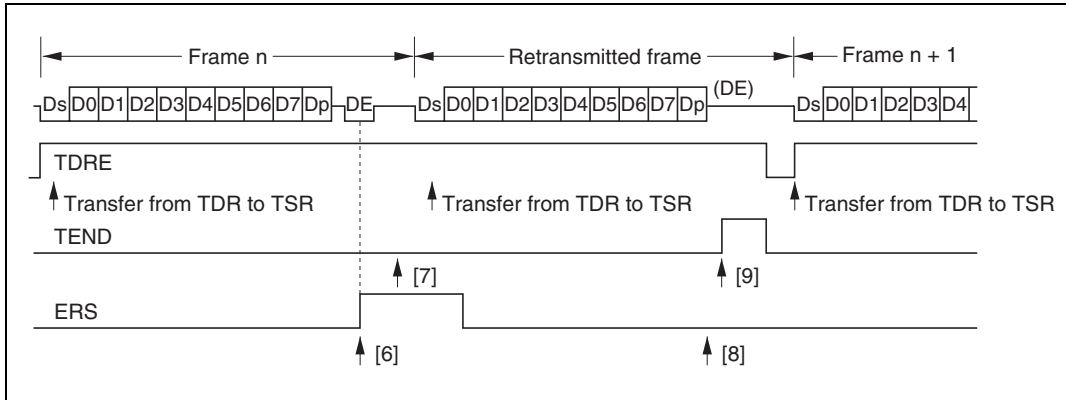 Frame n Retransmitted frame Frame n + 1
Ds D0 D1 D2 D3 D4 D5 D6 D7 Dp DE Ds D0 D1 D2 D3 D4 D5 D6 D7 Dp (DE) Ds D0 D1 D2 D3 D4
TDRE
Transfer from TDR to TSR Transfer from TDR to TSR Transfer from TDR to TSR
TEND
[7] [9]
ERS
[6] [8]